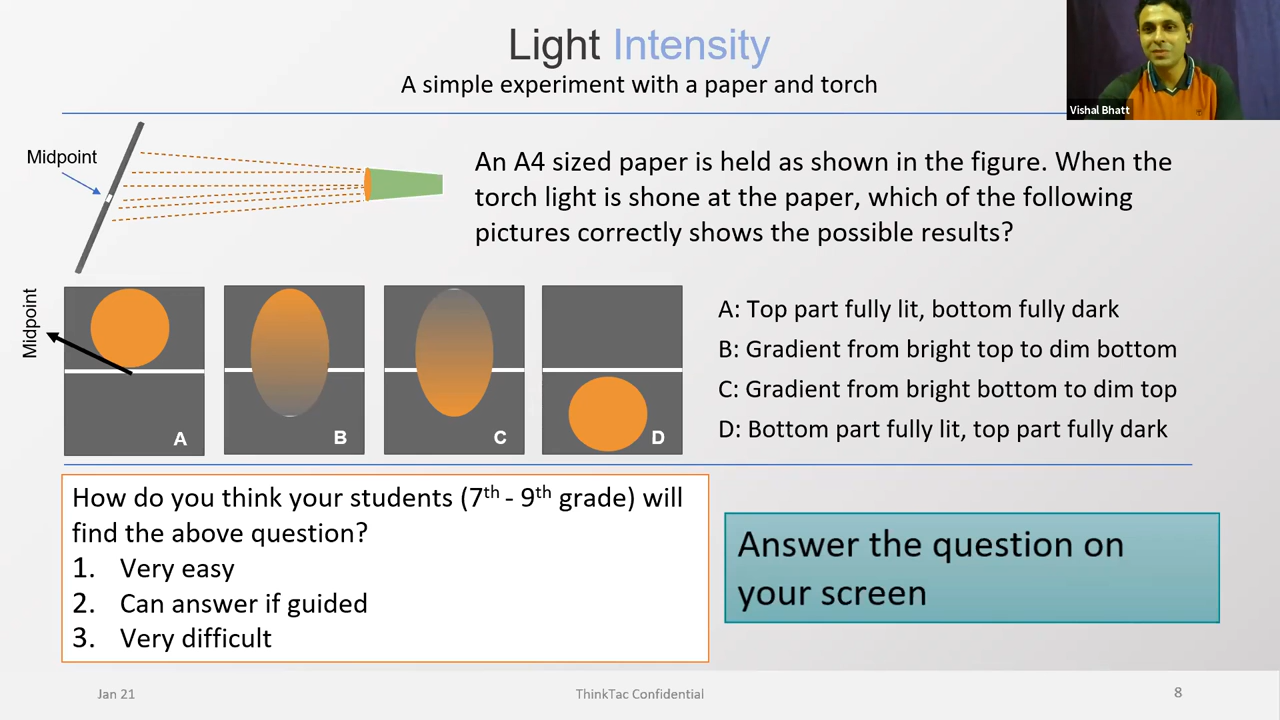 Light Intensity
A simple experiment with a paper and torch
Vishal Bhatt
Midpoint
An A4 sized paper is held as shown in the figure. When the
torch light is shone at the paper, which of the following
pictures correctly shows the possible results?
Midpoint
A
B
C
D
A: Top part fully lit, bottom fully dark
B: Gradient from bright top to dim bottom
C: Gradient from bright bottom to dim top
D: Bottom part fully lit, top part fully dark
How do you think your students (7th - 9th grade) will
find the above question?
1. Very easy
2. Can answer if guided
3. Very difficult
Answer the question on
your screen
Jan 21
ThinkTac Confidential
8